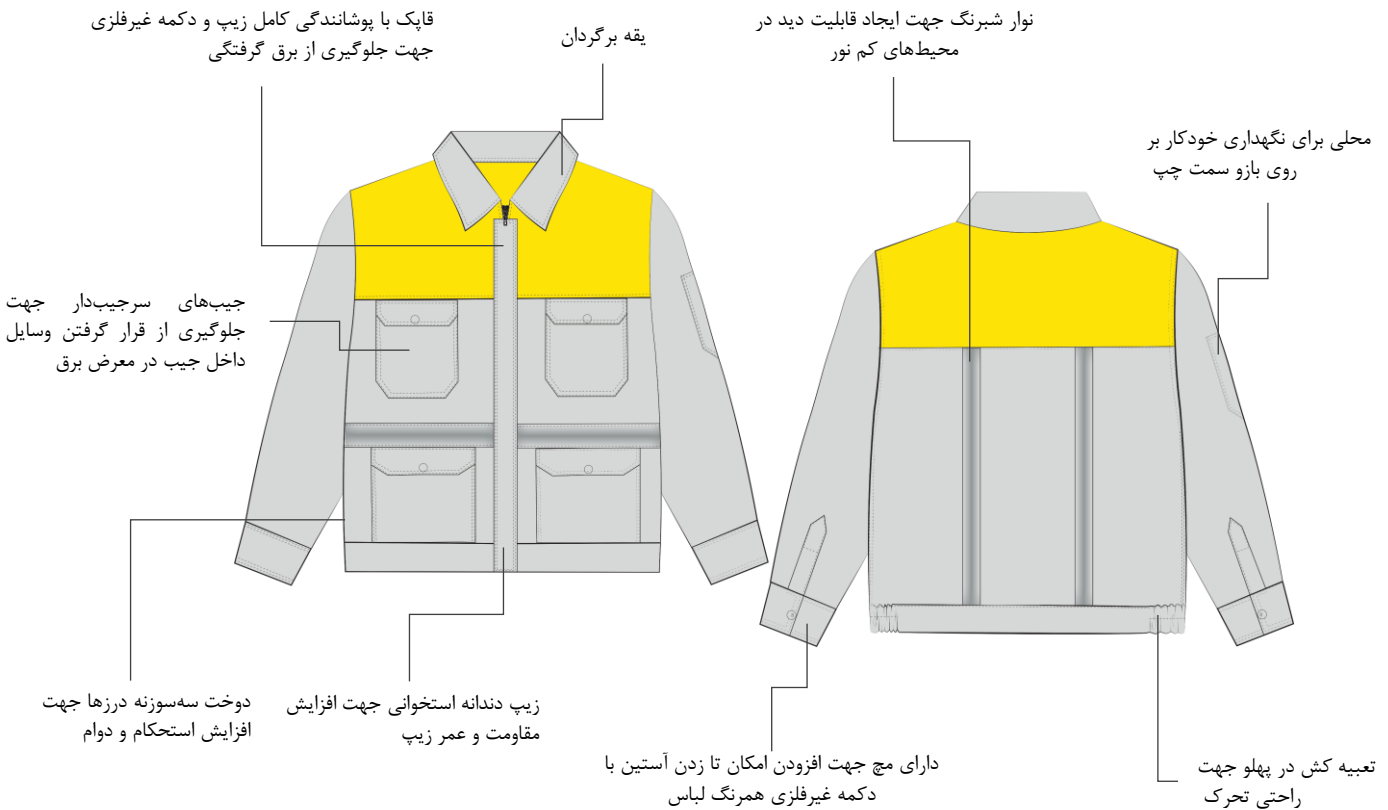 نوار شبرنگ جهت ایجاد قابلیت دید در
محیط‌های کم نور
یقه برگردان
قاپک با پوشانندگی کامل زیپ و دکمه غیرفلزی
جهت جلوگیری از برق گرفتگی
محلی برای نگهداری خودکار بر
روی بازو سمت چپ
جیب‌های سرجیب‌دار جهت
جلوگیری از قرار گرفتن وسایل
داخل جیب در معرض برق
تعبیه کش در پهلو جهت
راحتی تحرک
دارای مچ جهت افزودن امکان تا زدن آستین با
دکمه غیرفلزی همرنگ لباس
زیپ دندانه استخوانی جهت افزایش
مقاومت و عمر زیپ
دوخت سه‌سوزنه درزها جهت
افزایش استحکام و دوام